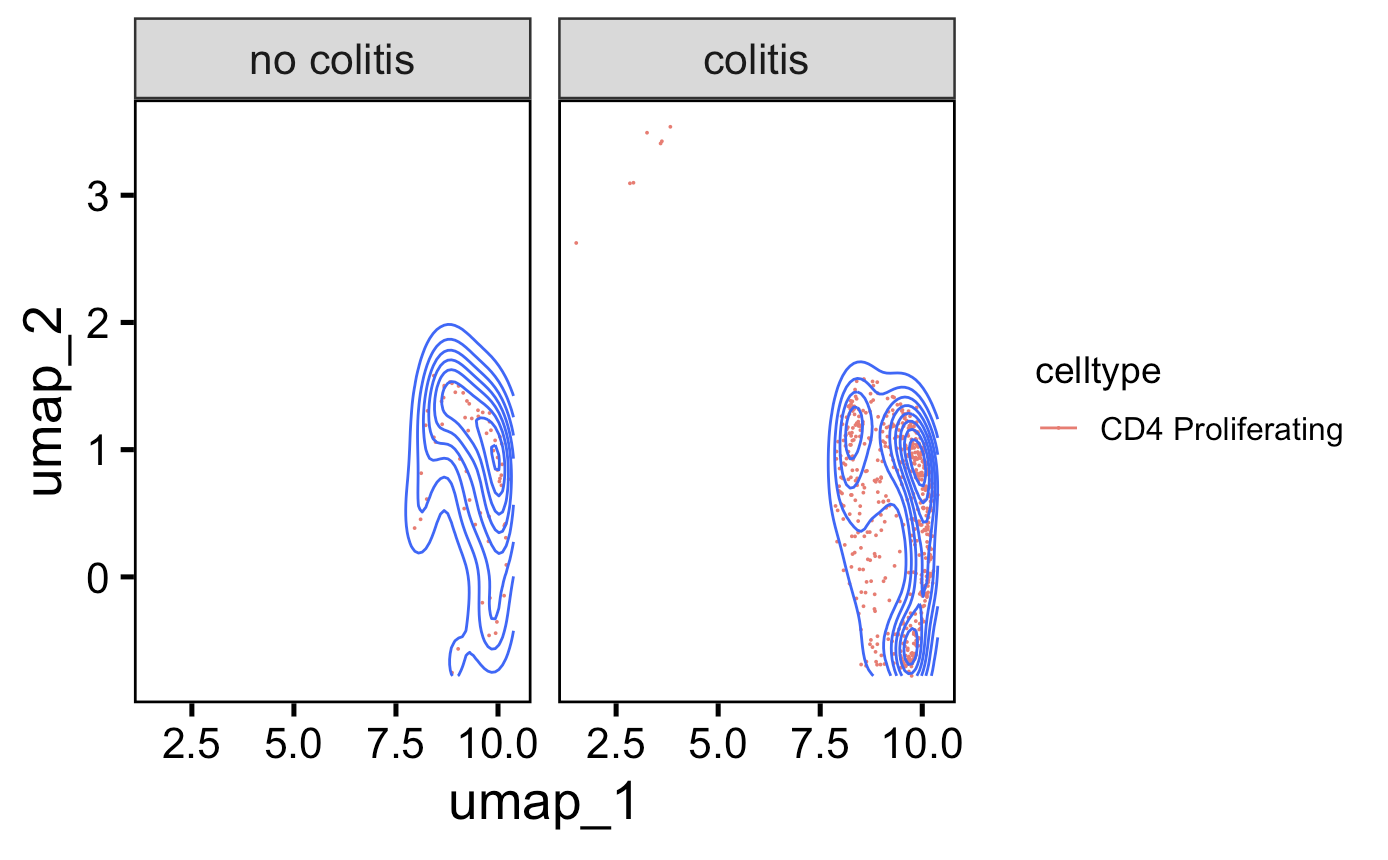 no colitis
colitis
3
2
1
0
umap_2
2.5 5.0 7.5 10.0
2.5 5.0 7.5 10.0
umap_1
celltype
CD4 Proliferating